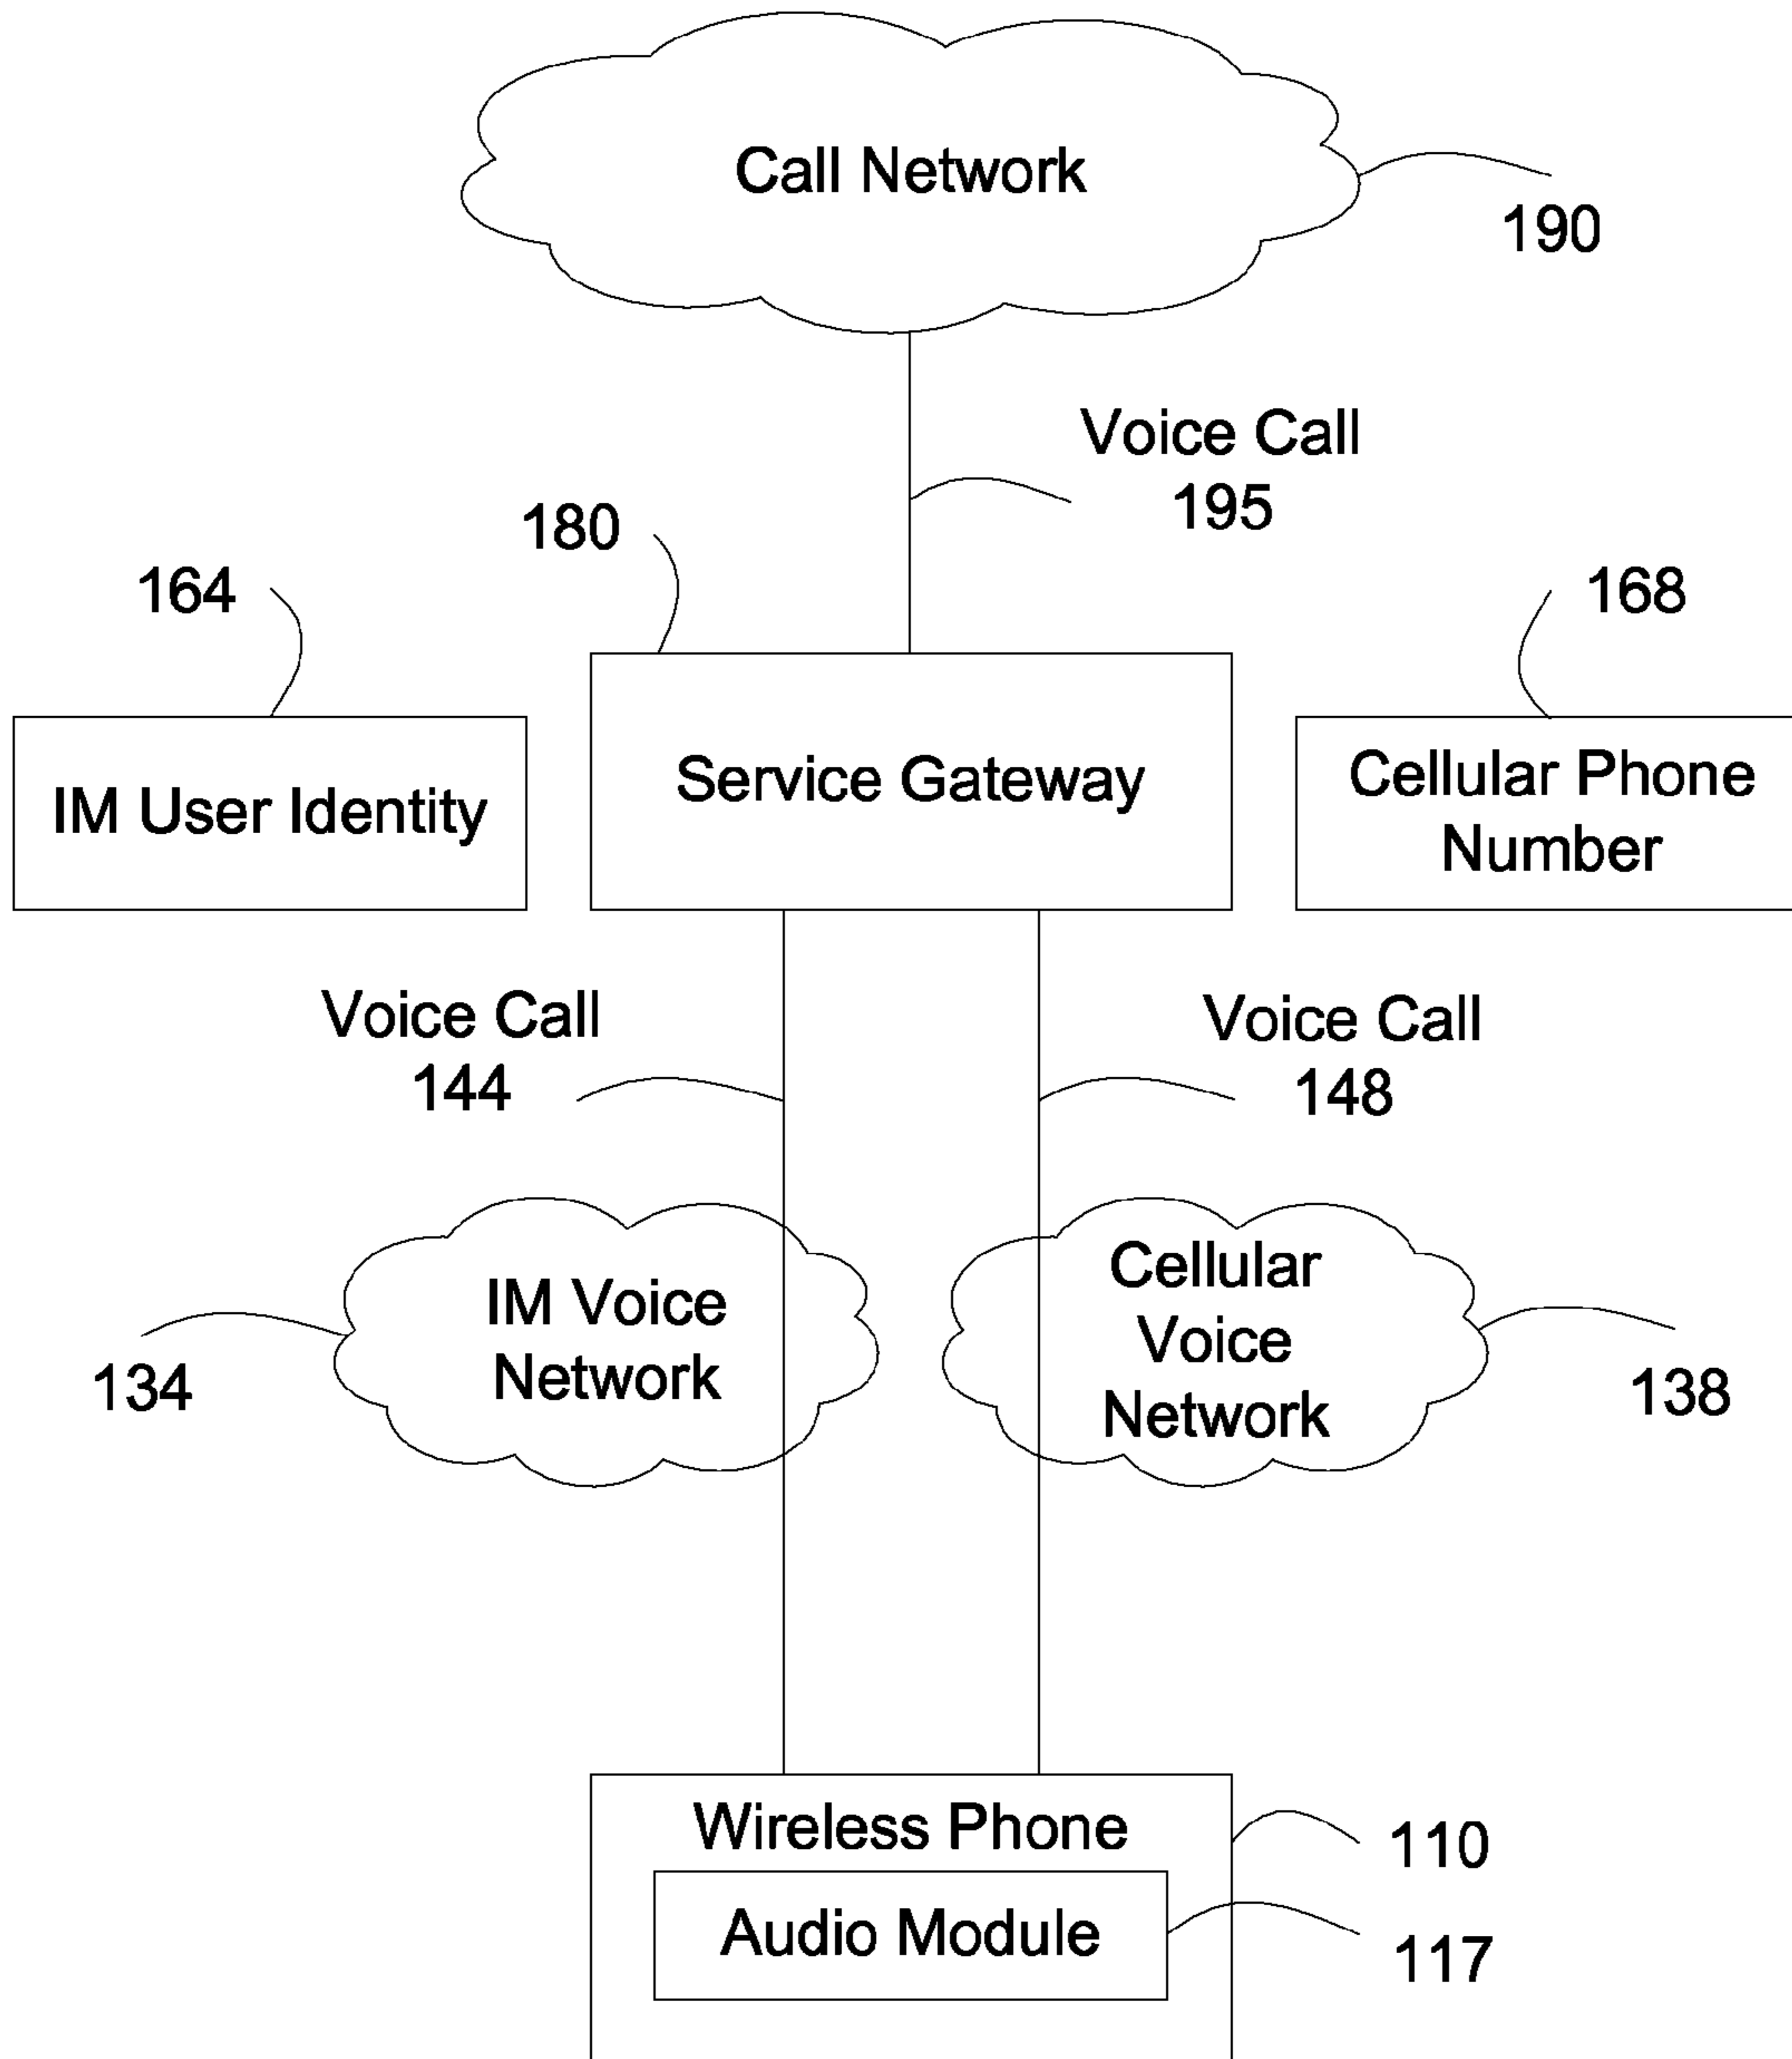 Call Network
190
Voice Call
195
180
164
168
IM User Identity
Service Gateway
Cellular Phone
Number
Voice Call
144
Voice Call
148
IM Voice
Network
134
Cellular
Voice
Network
138
Wireless Phone
110
Audio Module
117